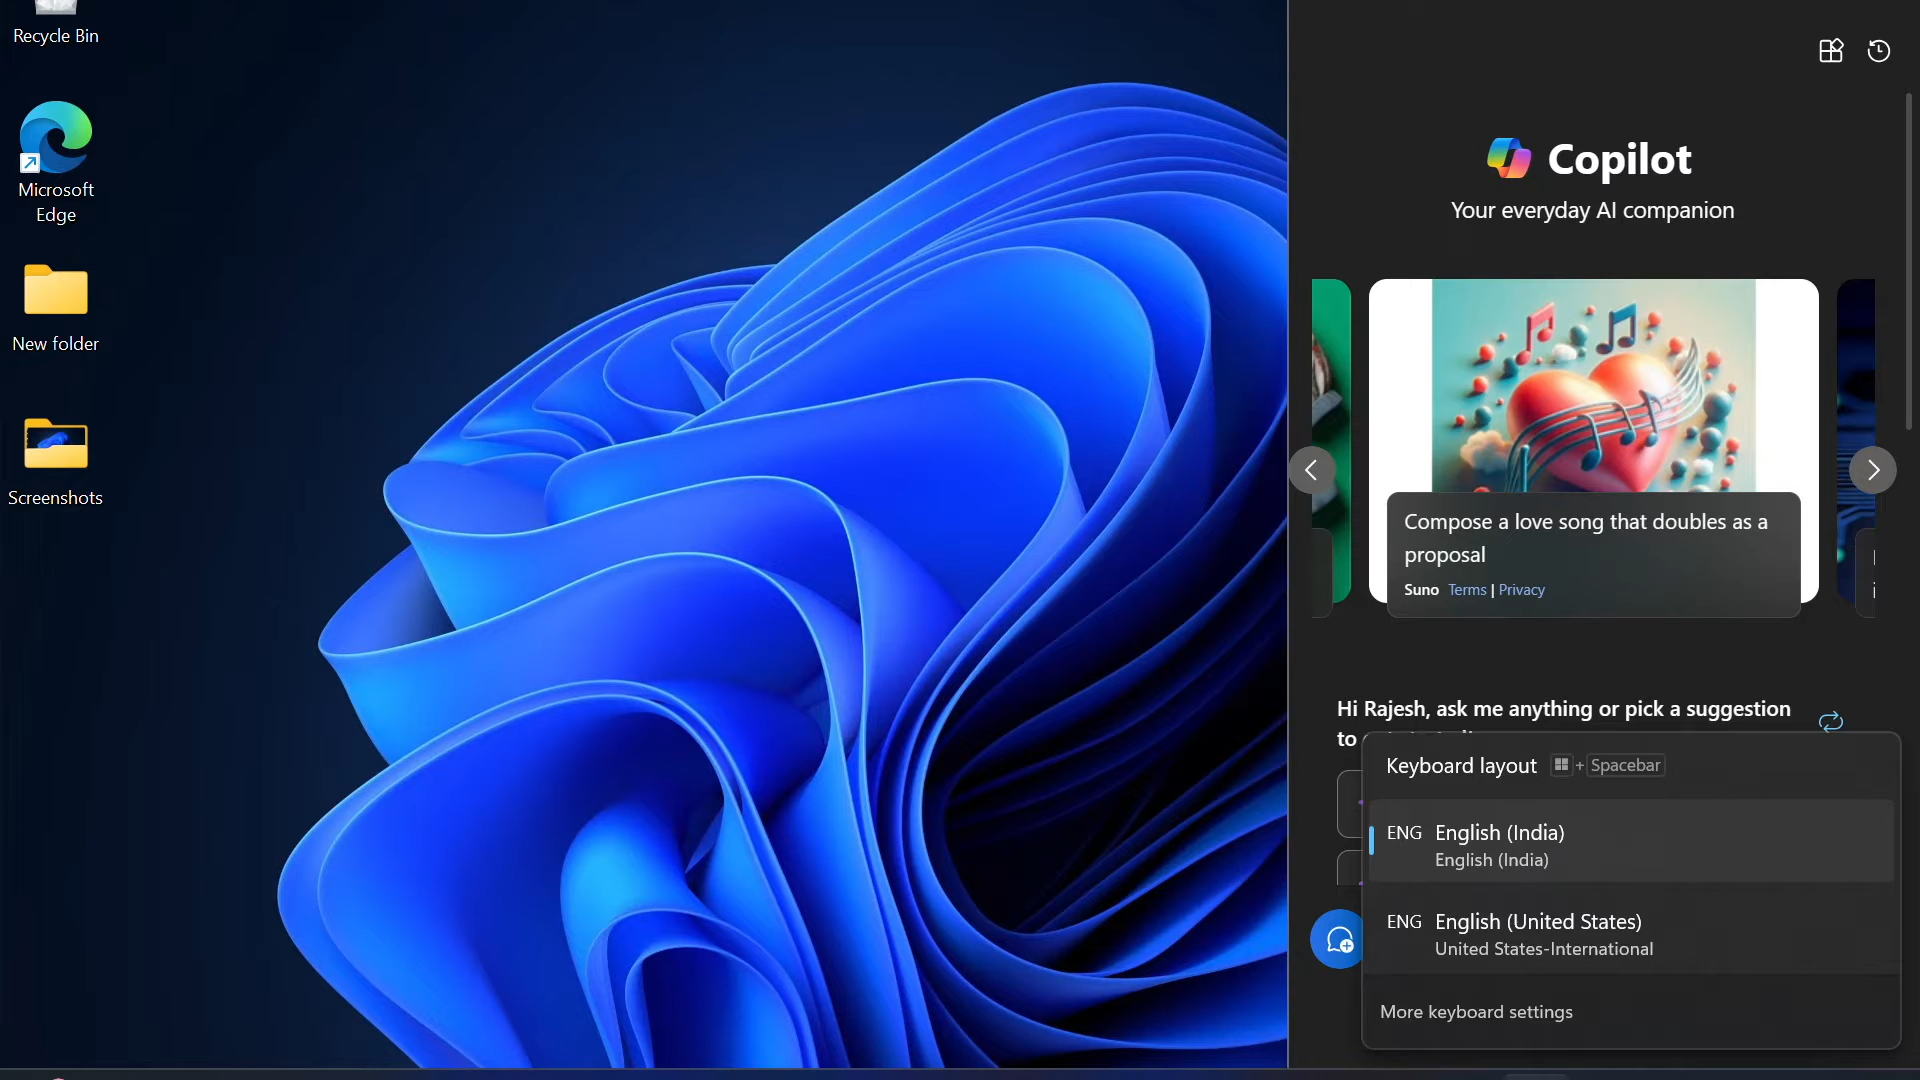 Recycle Bin
Microsoft
Edge
New folder
Screenshots
Copilot
Your everyday AI companion
Compose a love song that doubles as a
proposal
Suno Terms | Privacy
Hi Rajesh, ask me anything or pick a suggestion
to
Keyboard layout + Spacebar
ENG English (India)
English (India)
ENG English (United States)
United States-International
More keyboard settings